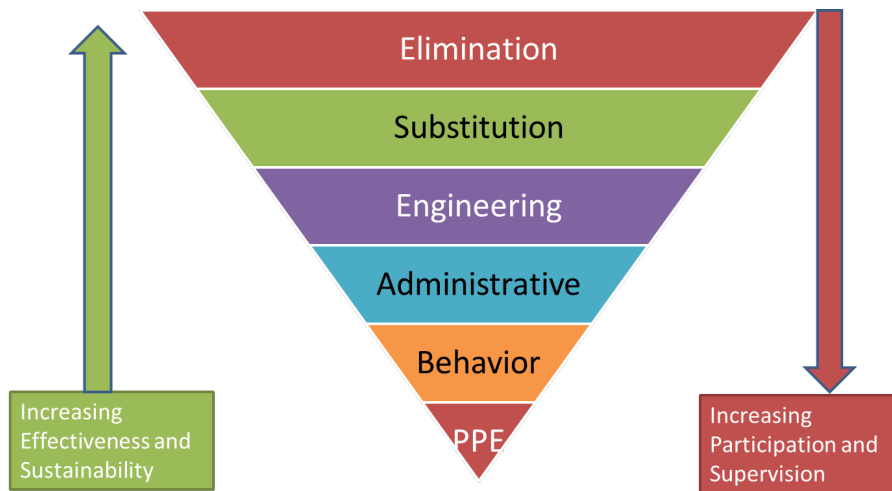 Elimination
Substitution
Engineering
Administrative
Behavior
PPE
Increasing
Effectiveness and
Sustainability
Increasing
Participation and
Supervision